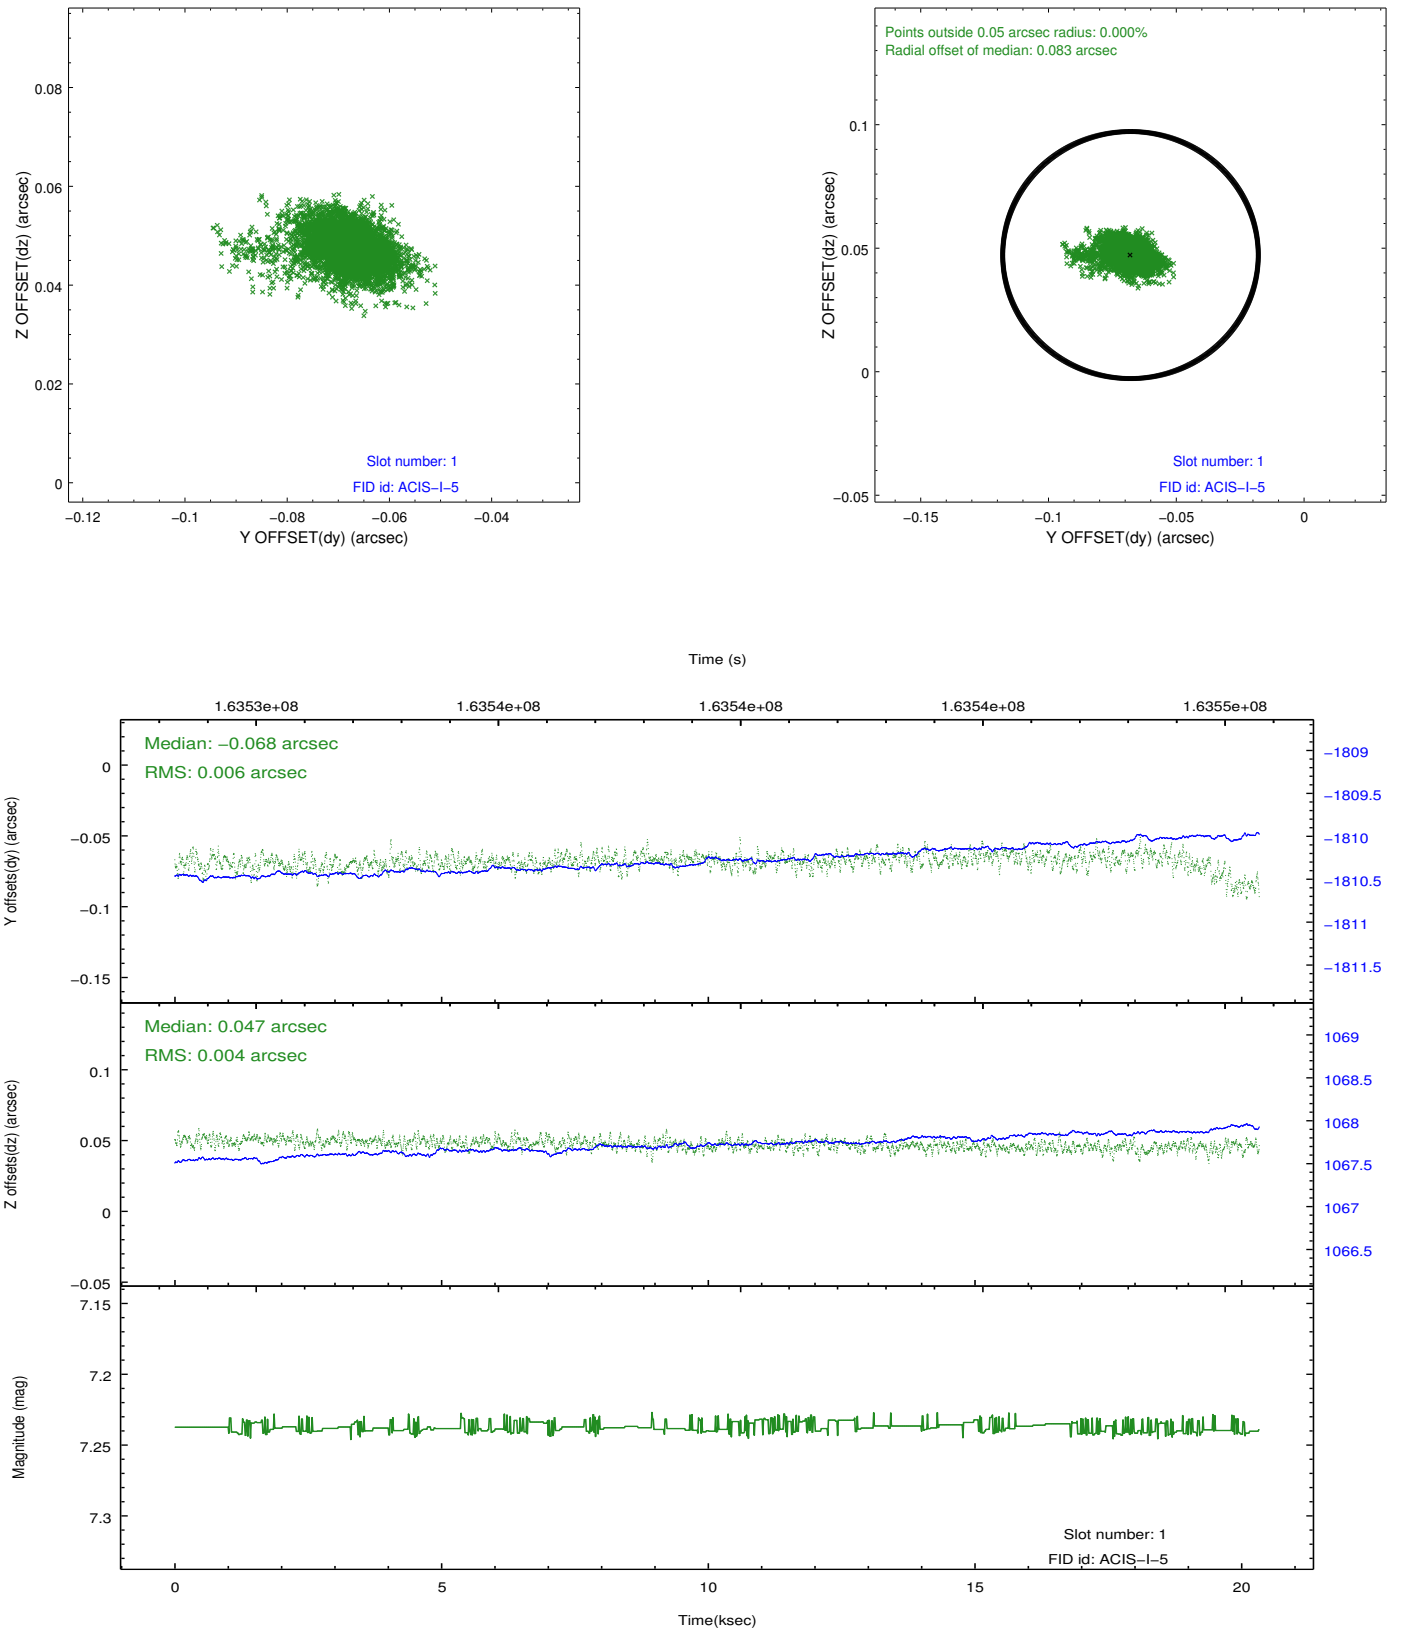 0.08
0.06
0.04
0.02
0
−0.12
−0.1
−0.08
−0.06
−0.04
Z OFFSET(dz) (arcsec)
Y OFFSET(dy) (arcsec)
Slot number: 1
FID id: ACIS−I−5
Points outside 0.05 arcsec radius: 0.000%
Radial offset of median: 0.083 arcsec
0.1
0.05
0
−0.05
−0.15
−0.1
−0.05
0
Z OFFSET(dz) (arcsec)
Y OFFSET(dy) (arcsec)
Slot number: 1
FID id: ACIS−I−5
Time (s)
1.6353e+08
1.6354e+08
1.6354e+08
1.6354e+08
1.6355e+08
Median: −0.068 arcsec
RMS: 0.006 arcsec
0
−0.05
−0.1
−0.15
Y offsets(dy) (arcsec)
−1809
−1809.5
−1810
−1810.5
−1811
−1811.5
Median: 0.047 arcsec
RMS: 0.004 arcsec
0.1
0.05
0
−0.05
Z offsets(dz) (arcsec)
1069
1068.5
1068
1067.5
1067
1066.5
7.15
7.2
7.25
7.3
Magnitude (mag)
Slot number: 1
FID id: ACIS−I−5
0
5
10
15
20
Time(ksec)